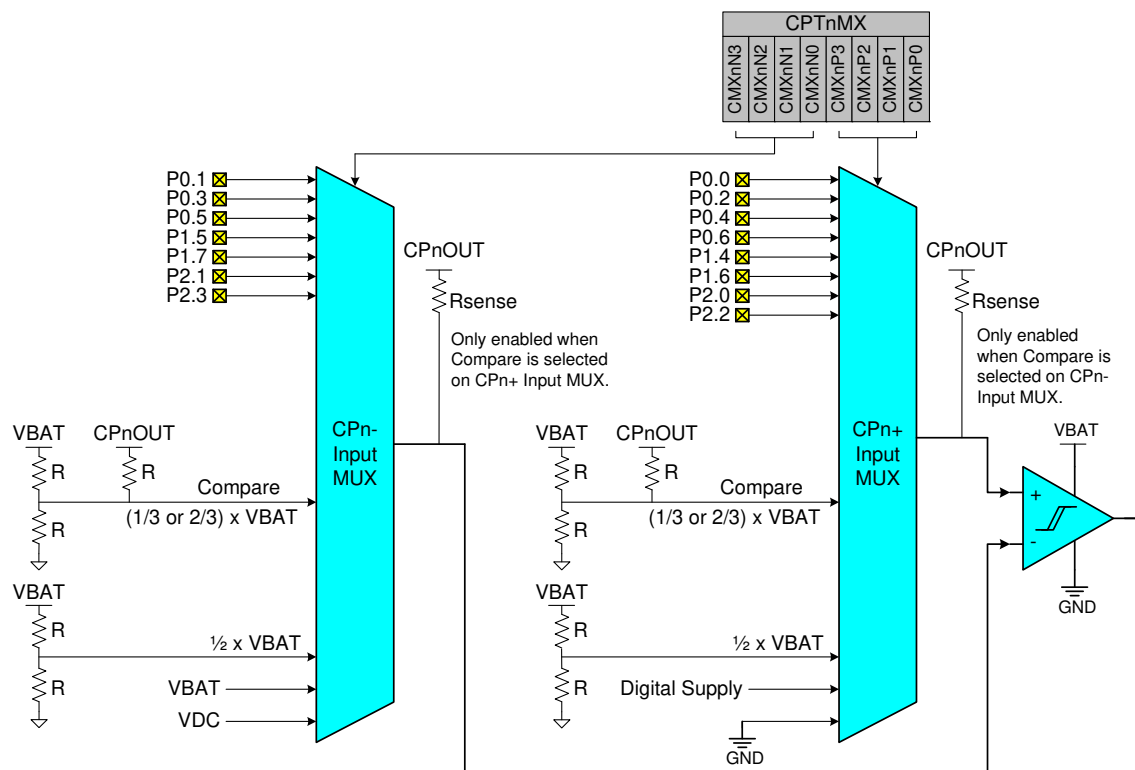 CPTnMX
CMXnN3
CMXnN2
CMXnN1
CMXnN0
CMXnP3
CMXnP2
CMXnP1
CMXnP0
P0.1
P0.3
P0.5
P1.5
P1.7
P2.1
P2.3
CPnOUT
Rsense
Only enabled when
Compare is selected
on CPn+ Input MUX.
VBAT
R
R
CPnOUT
R
Compare
(1/3 or 2/3) x VBAT
VBAT
R
R
½ x VBAT
VBAT
VDC
CPn-
Input
MUX
P0.0
P0.2
P0.4
P0.6
P1.4
P1.6
P2.0
P2.2
CPnOUT
Rsense
Only enabled
when Compare is
selected on CPn-
Input MUX.
VBAT
R
R
CPnOUT
R
Compare
(1/3 or 2/3) x VBAT
VBAT
R
R
½ x VBAT
Digital Supply
GND
CPn+
Input
MUX
VBAT
+
-
GND